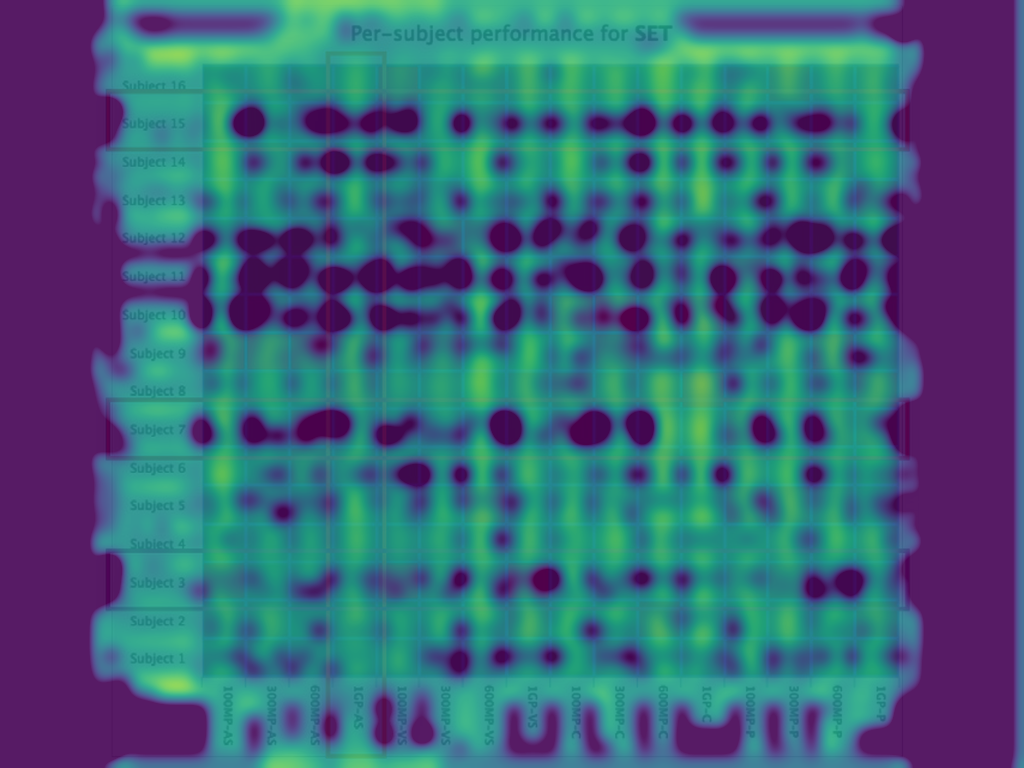 Per-subject performance for SET
Subject 16
Subject 15
Subject 14
Subject 13
Subject 12
Subject 11
Subject 10
Subject 9
Subject 8
Subject 7
Subject 6
Subject 5
Subject 4
Subject 3
Subject 2
Subject 1
100MP-AS
300MP-AS
600MP-AS
1GP-AS
100MP-VS
300MP-VS
600MP-VS
1GP-VS
100MP-C
300MP-C
600MP-C
1GP-C
100MP-P
300MP-P
600MP-P
1GP-P